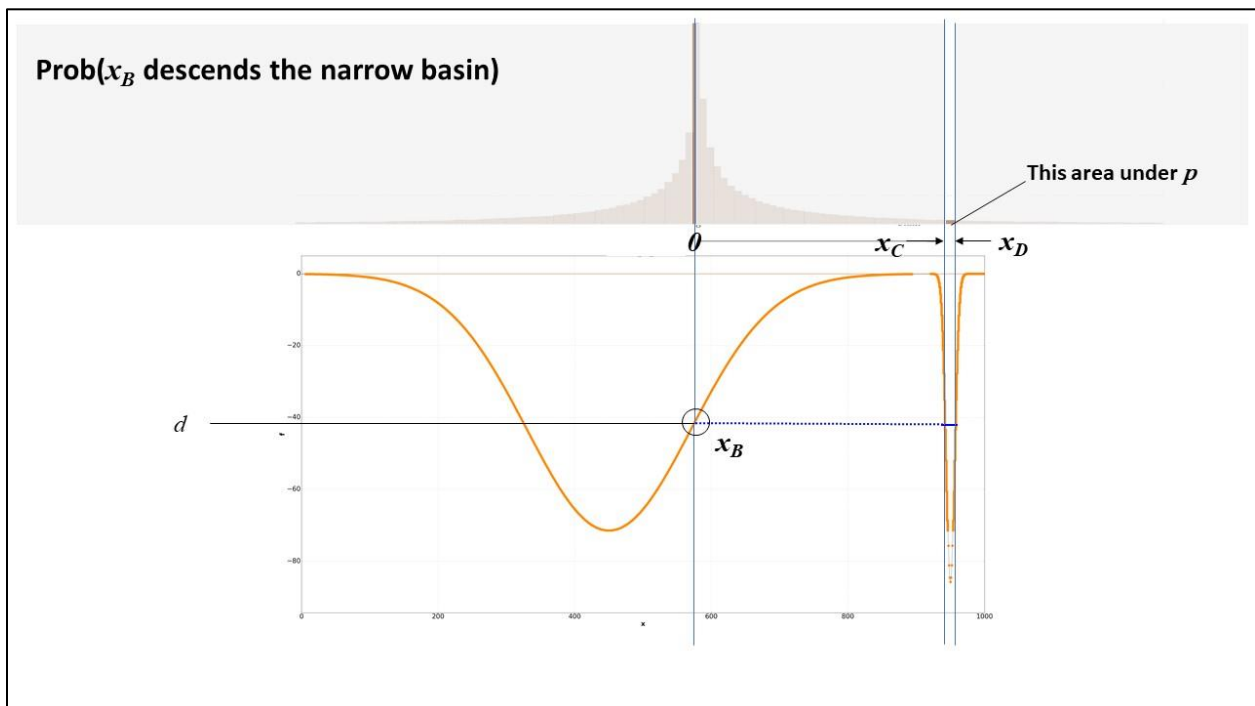 Prob(x_B descends the narrow basin)
This area under p
0
x_C
x_D
0
−20
−40
−60
−80
d
f
x_B
0
200
400
600
800
1000
x